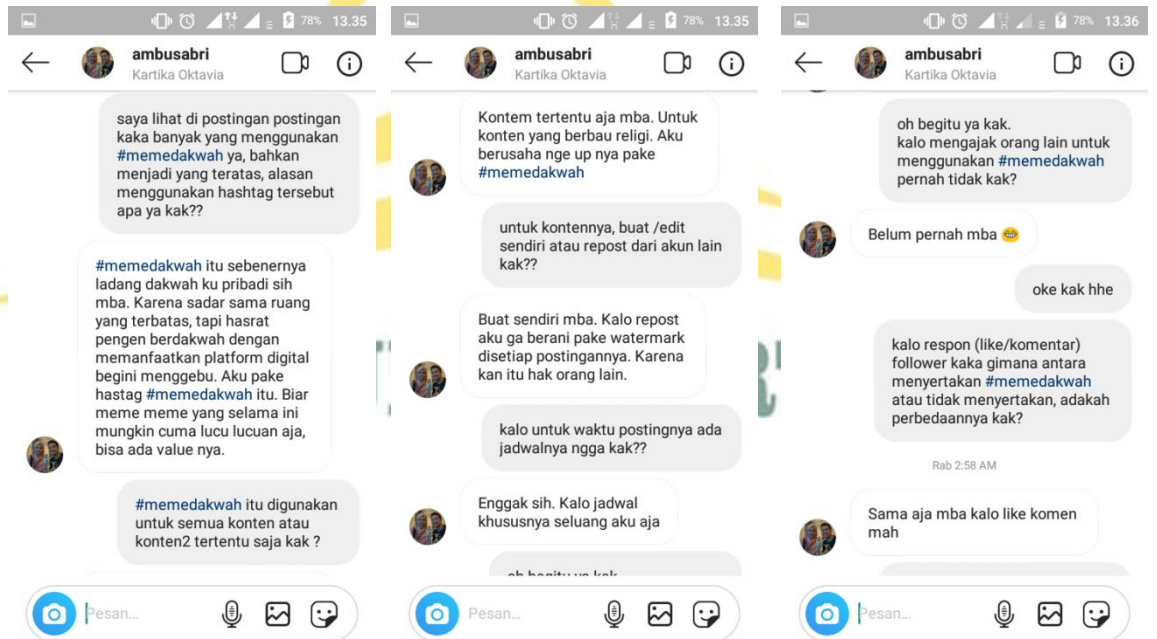 78% 13.35
ambusabri
Kartika Oktavia
saya lihat di postingan postingan
kaka banyak yang menggunakan
#memedakwah ya, bahkan
menjadi yang teratas, alasan
menggunakan hashtag tersebut
apa ya kak??
#memedakwah itu sebenernya
ladang dakwah ku pribadi sih
mba. Karena sadar sama ruang
yang terbatas, tapi hasrat
pengen berdakwah dengan
memanfaatkan platform digital
begini menggebu. Aku pake
hastag #memedakwah itu. Biar
meme meme yang selama ini
mungkin cuma lucu lucuan aja,
bisa ada value nya.
#memedakwah itu digunakan
untuk semua konten atau
konten2 tertentu saja kak ?
Pesan...
78% 13.35
ambusabri
Kartika Oktavia
Kontem tertentu aja mba. Untuk
konten yang berbau religi. Aku
berusaha nge up nya pake
#memedakwah
untuk kontennya, buat /edit
sendiri atau repost dari akun lain
kak??
Buat sendiri mba. Kalo repost
aku ga berani pake watermark
disetiap postingannya. Karena
kan itu hak orang lain.
kalo untuk waktu postingnya ada
jadwalnya ngga kak??
Enggak sih. Kalo jadwal
khususnya seluang aku aja
oh begitu ya kak
Pesan...
78% 13.36
ambusabri
Kartika Oktavia
oh begitu ya kak.
kalo mengajak orang lain untuk
menggunakan #memedakwah
pernah tidak kak?
Belum pernah mba 😂
oke kak hhe
kalo respon (like/komentar)
follower kaka gimana antara
menyertakan #memedakwah
atau tidak menyertakan, adakah
perbedaannya kak?
Rab 2:58 AM
Sama aja mba kalo like komen
mah
Pesan...